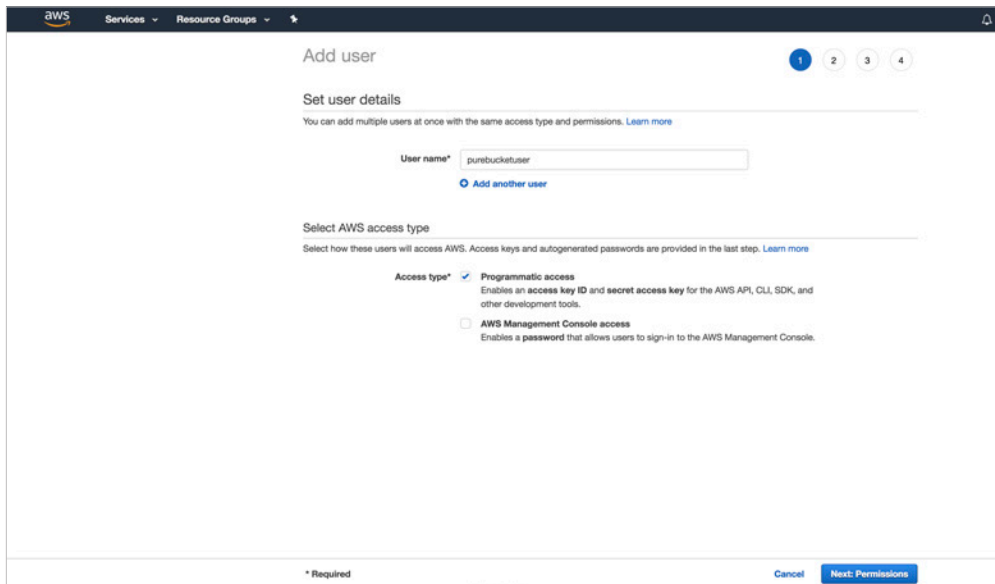 aws Services Resource Groups
Add user 1 2 3 4
Set user details
You can add multiple users at once with the same access type and permissions. Learn more
User name* purebucketuser
Add another user
Select AWS access type
Select how these users will access AWS. Access keys and autogenerated passwords are provided in the last step. Learn more
Access type* Programmatic access
Enables an access key ID and secret access key for the AWS API, CLI, SDK, and
other development tools.
AWS Management Console access
Enables a password that allows users to sign-in to the AWS Management Console.
* Required Cancel Next: Permissions